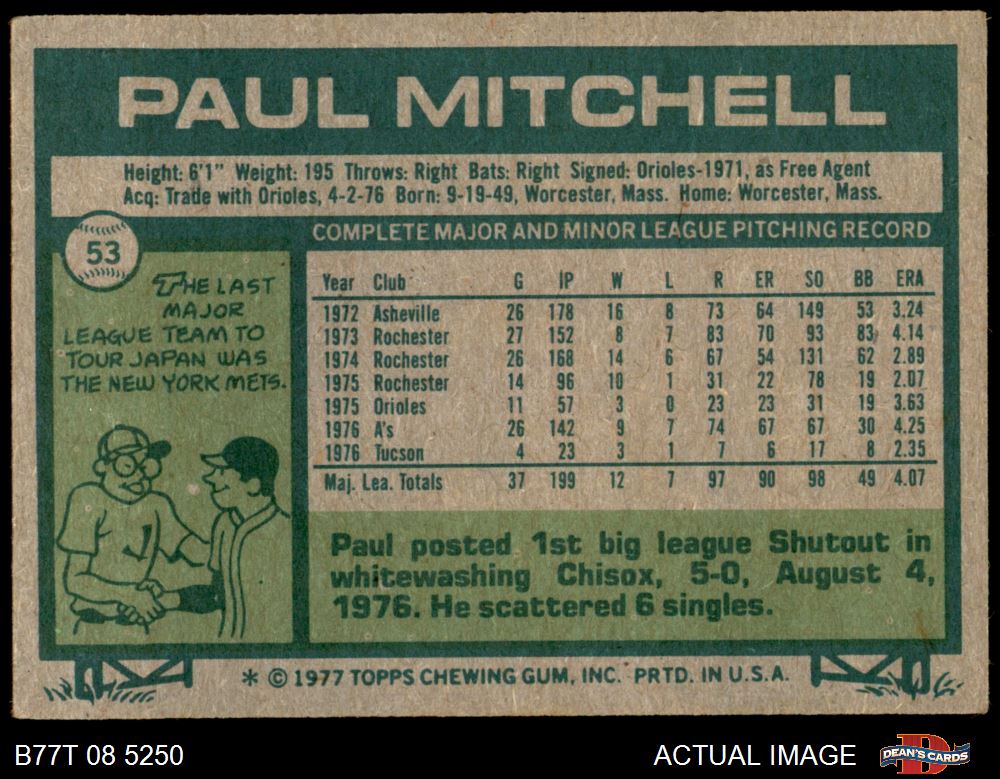 PAUL MITCHELL
Height: 6'1" Weight: 195 Throws: Right Bats: Right Signed: Orioles-1971, as Free Agent
Acq: Trade with Orioles, 4-2-76 Born: 9-19-49, Worcester, Mass. Home: Worcester, Mass.
53
THE LAST
MAJOR
LEAGUE TEAM TO
TOUR JAPAN WAS
THE NEW YORK METS.
J
COMPLETE MAJOR AND MINOR LEAGUE PITCHING RECORD
Year Club G IP W L R ER SO BB ERA
1972 Asheville 26 178 16 8 73 64 149 53 3.24
1973 Rochester 27 152 8 7 83 70 93 83 4.14
1974 Rochester 26 168 14 6 67 54 131 62 2.89
1975 Rochester 14 96 10 1 31 22 78 19 2.07
1975 Orioles 11 57 3 0 23 23 31 19 3.63
1976 A's 26 142 9 7 74 67 67 30 4.25
1976 Tucson 4 23 3 1 7 6 17 8 2.35
Maj. Lea. Totals 37 199 12 7 97 90 98 49 4.07
Paul posted 1st big league Shutout in
whitewashing Chisox, 5-0, August 4,
1976. He scattered 6 singles.
* © 1977 TOPPS CHEWING GUM, INC. PRTD. IN U.S.A.
B77T 08 5250
ACTUAL IMAGE
DEAN'S CARDS